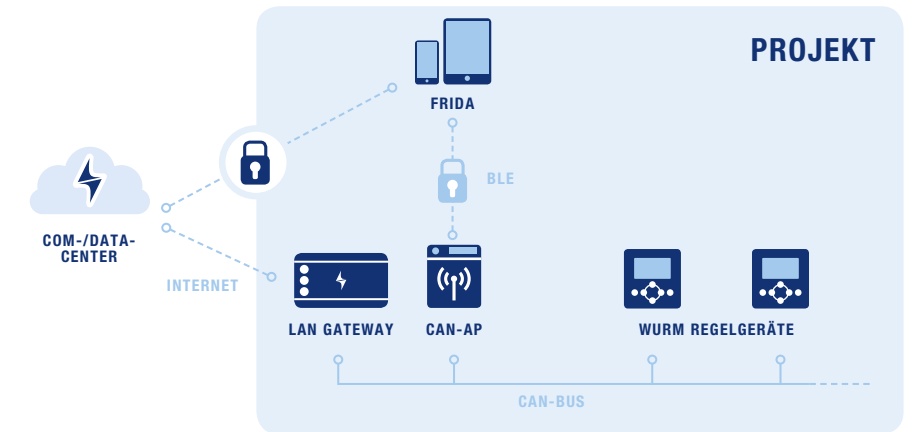 PROJEKT
FRIDA
BLE
COM-/DATA-
CENTER
INTERNET
LAN GATEWAY
CAN-AP
WURM REGELGERÄTE
CAN-BUS